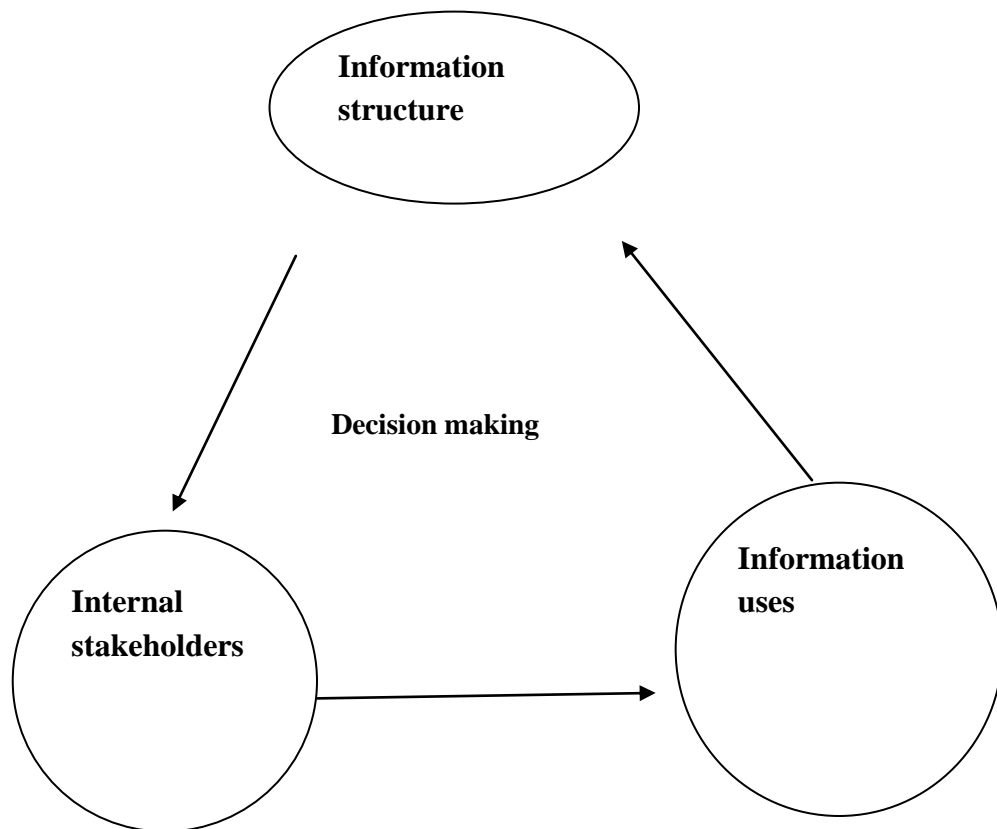 Information
structure
Decision making
Information
uses
Internal
stakeholders